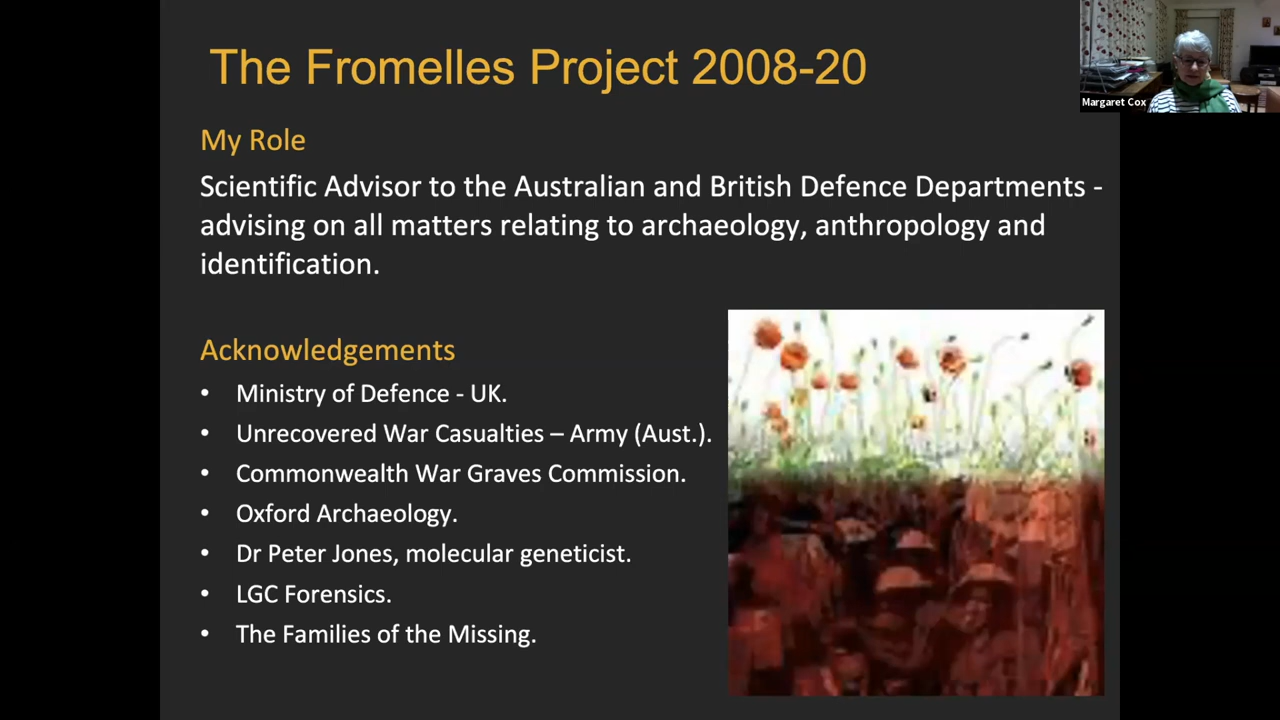 The Fromelles Project 2008-20
Margaret Cox
My Role
Scientific Advisor to the Australian and British Defence Departments -
advising on all matters relating to archaeology, anthropology and
identification.
Acknowledgements
• Ministry of Defence - UK.
• Unrecovered War Casualties – Army (Aust.).
• Commonwealth War Graves Commission.
• Oxford Archaeology.
• Dr Peter Jones, molecular geneticist.
• LGC Forensics.
• The Families of the Missing.